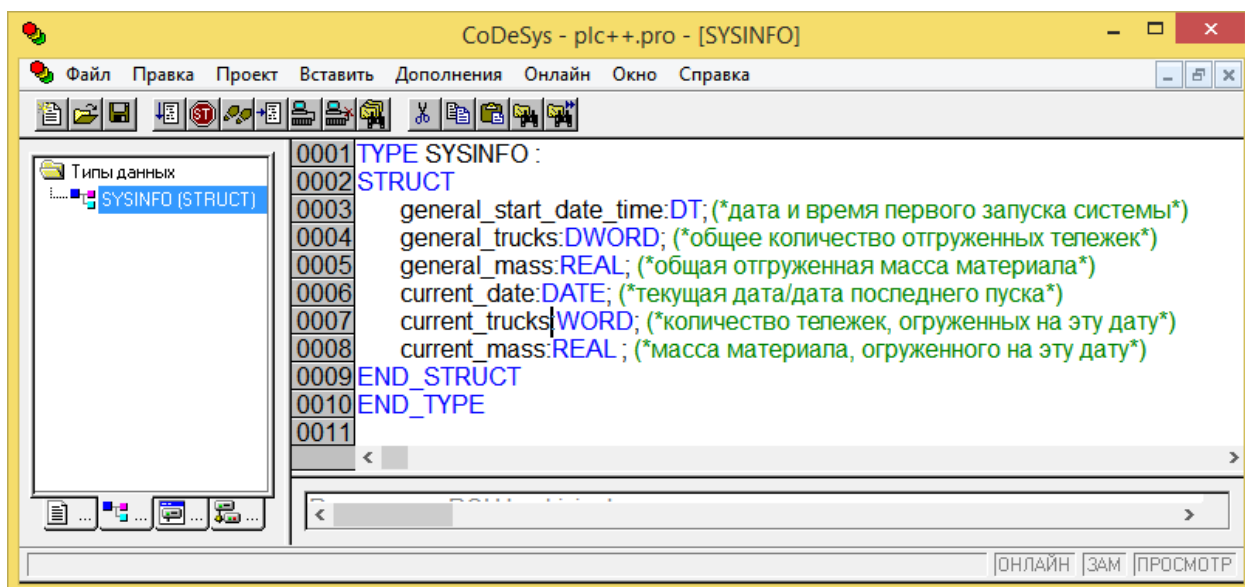 CoDeSys - plc++.pro - [SYSINFO]
Файл Правка Проект Вставить Дополнения Онлайн Окно Справка
ST
Типы данных
SYSINFO (STRUCT)
0001 TYPE SYSINFO :
0002 STRUCT
0003 general_start_date_time:DT; (*дата и время первого запуска системы*)
0004 general_trucks:DWORD; (*общее количество отгруженных тележек*)
0005 general_mass:REAL; (*общая отгруженная масса материала*)
0006 current_date:DATE; (*текущая дата/дата последнего пуска*)
0007 current_trucks:WORD; (*количество тележек, огруженных на эту дату*)
0008 current_mass:REAL ; (*масса материала, огруженного на эту дату*)
0009 END_STRUCT
0010 END_TYPE
0011
... ... ... ...
ОНЛАЙН ЗАМ ПРОСМОТР